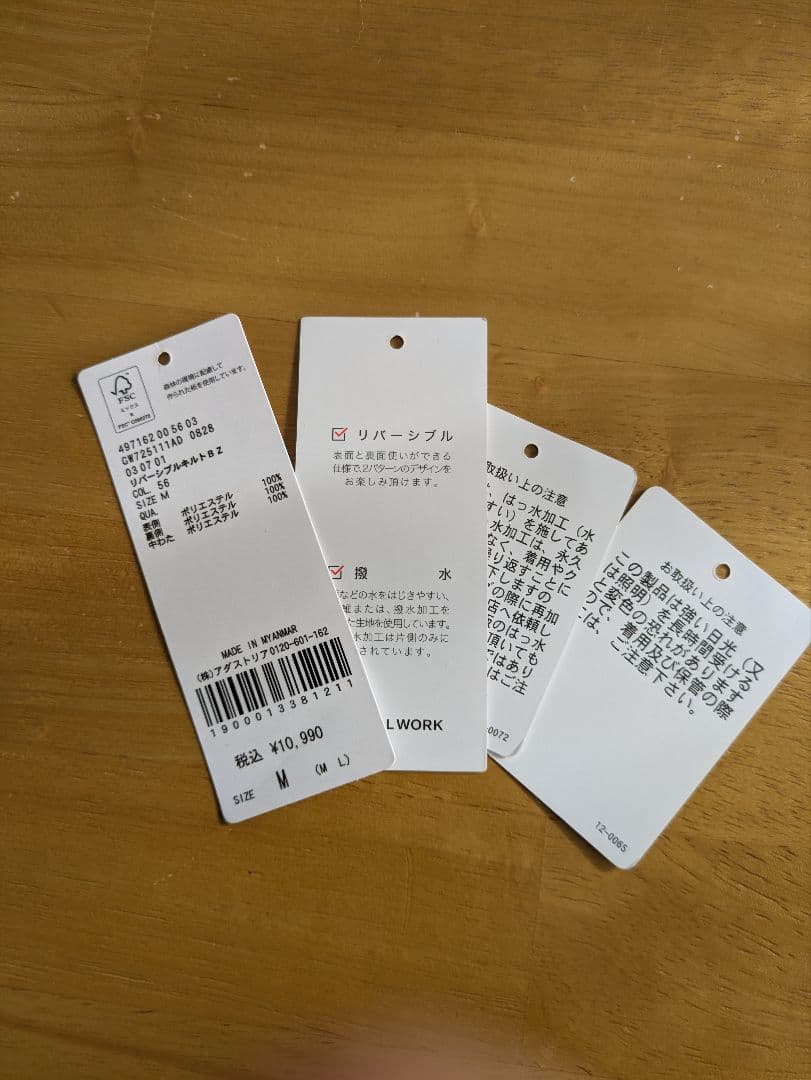 FSC
ミックス
紙
森林の環境に配慮して
作られた紙を使用しています。
497162 00 56 03
CW725111AD 0828
03 07 01
リバーシブルキルトBZ
COL. 56
SIZE M
QUA.
表側 ポリエステル 100%
裏側 ポリエステル 100%
中わた ポリエステル 100%
MADE IN MYANMAR
(株)アダストリア0120-601-162
1900013381211
税込 ¥10,990
SIZE M (M L)
リバーシブル
表面と裏面使いができる
仕様で、2パターンのデザインを
お楽しみ頂けます。
撥 水
などの水をはじきやすい、
または、撥水加工を
た生地を使用しています。
水加工は片側のみに
されています。
LWORK
取扱い上の注意
、はっ水加工(水
すい)を施してあ
水加工は、永久
なく、着用やク
り返すことに
下しますの
の際に再加
店へ依頼し
のはっ水
頂いても
ではあり
はご注
-0072
お取扱い上の注意
この製品は強い日光(又
は照明)を長時間受ける
と変色の恐れがあります
ので、着用及び保管の際
には、ご注意下さい。
12-0065